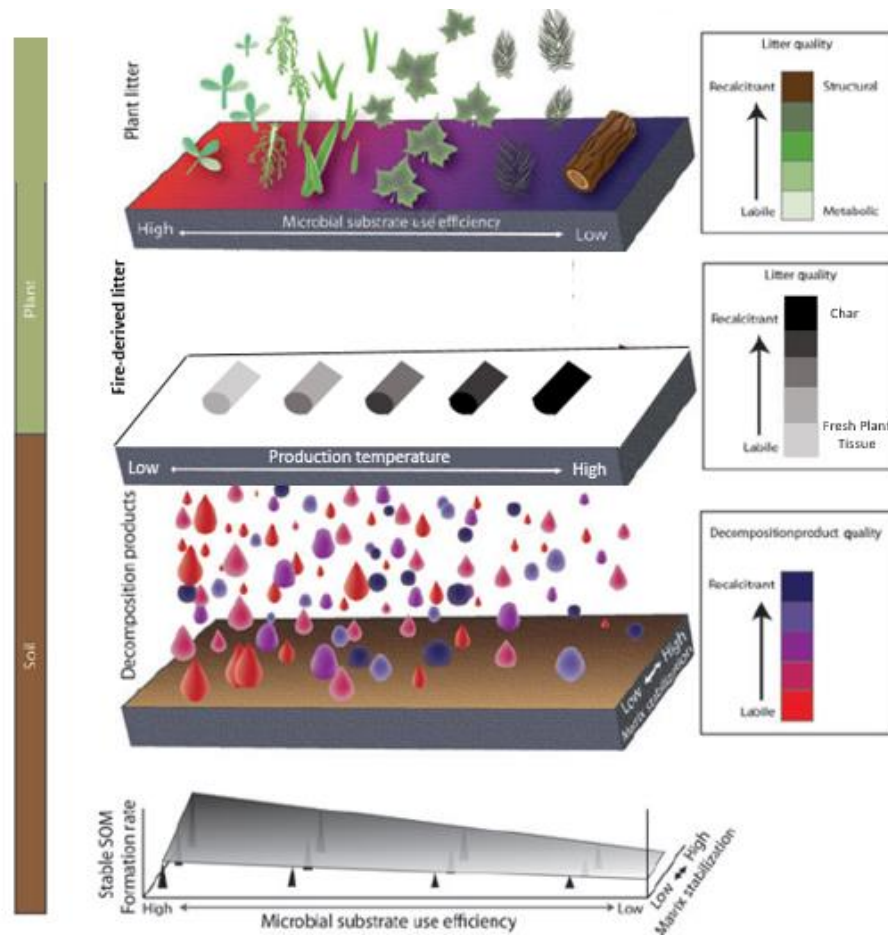 Plant
Soil
Plant litter
High
Microbial substrate use efficiency
Low
Litter quality
Recalcitrant
Structural
Labile
Metabolic
Fire-derived litter
Low
Production temperature
High
Litter quality
Recalcitrant
Char
Labile
Fresh Plant
Tissue
Decomposition products
Low
High
Matrix stabilization
Decompositionproduct quality
Recalcitrant
Labile
Stable SOM
Formation rate
High
Microbial substrate use efficiency
Low
Low
High
Matrix stabilization